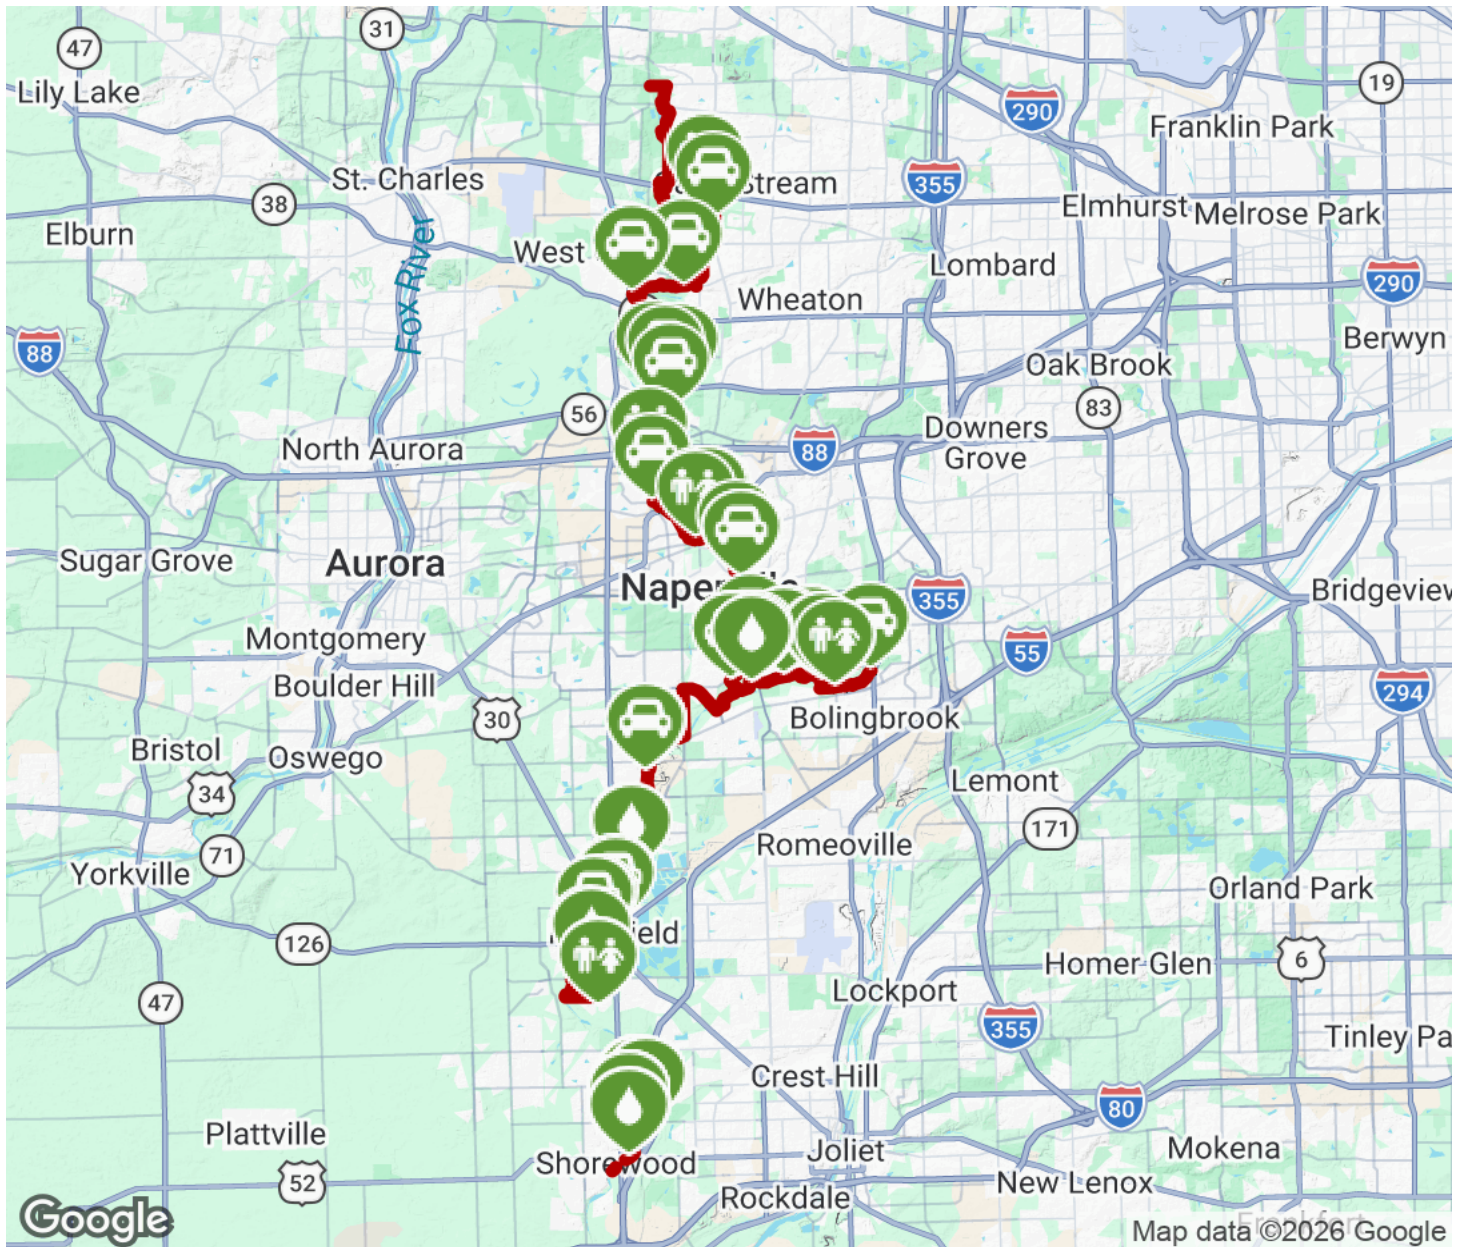 31
47
Lily Lake
19
290
Franklin Park
St. Charles
Stream
355
38
Elmhurst
Melrose Park
Elburn
Fox River
West
Lombard
290
Wheaton
88
Berwyn
Oak Brook
56
83
North Aurora
88
Downers
Grove
Sugar Grove
Aurora
355
Bridgeview
Montgomery
55
Boulder Hill
294
30
Bolingbrook
Bristol
Oswego
34
Lemont
171
71
Romeoville
Yorkville
Orland Park
126
ield
6
Homer Glen
47
Lockport
355
Tinley Pa
Crest Hill
80
Plattville
Joliet
Mokena
Shorewood
52
New Lenox
Rockdale
Google
Frankfort
Map data ©2026 Google